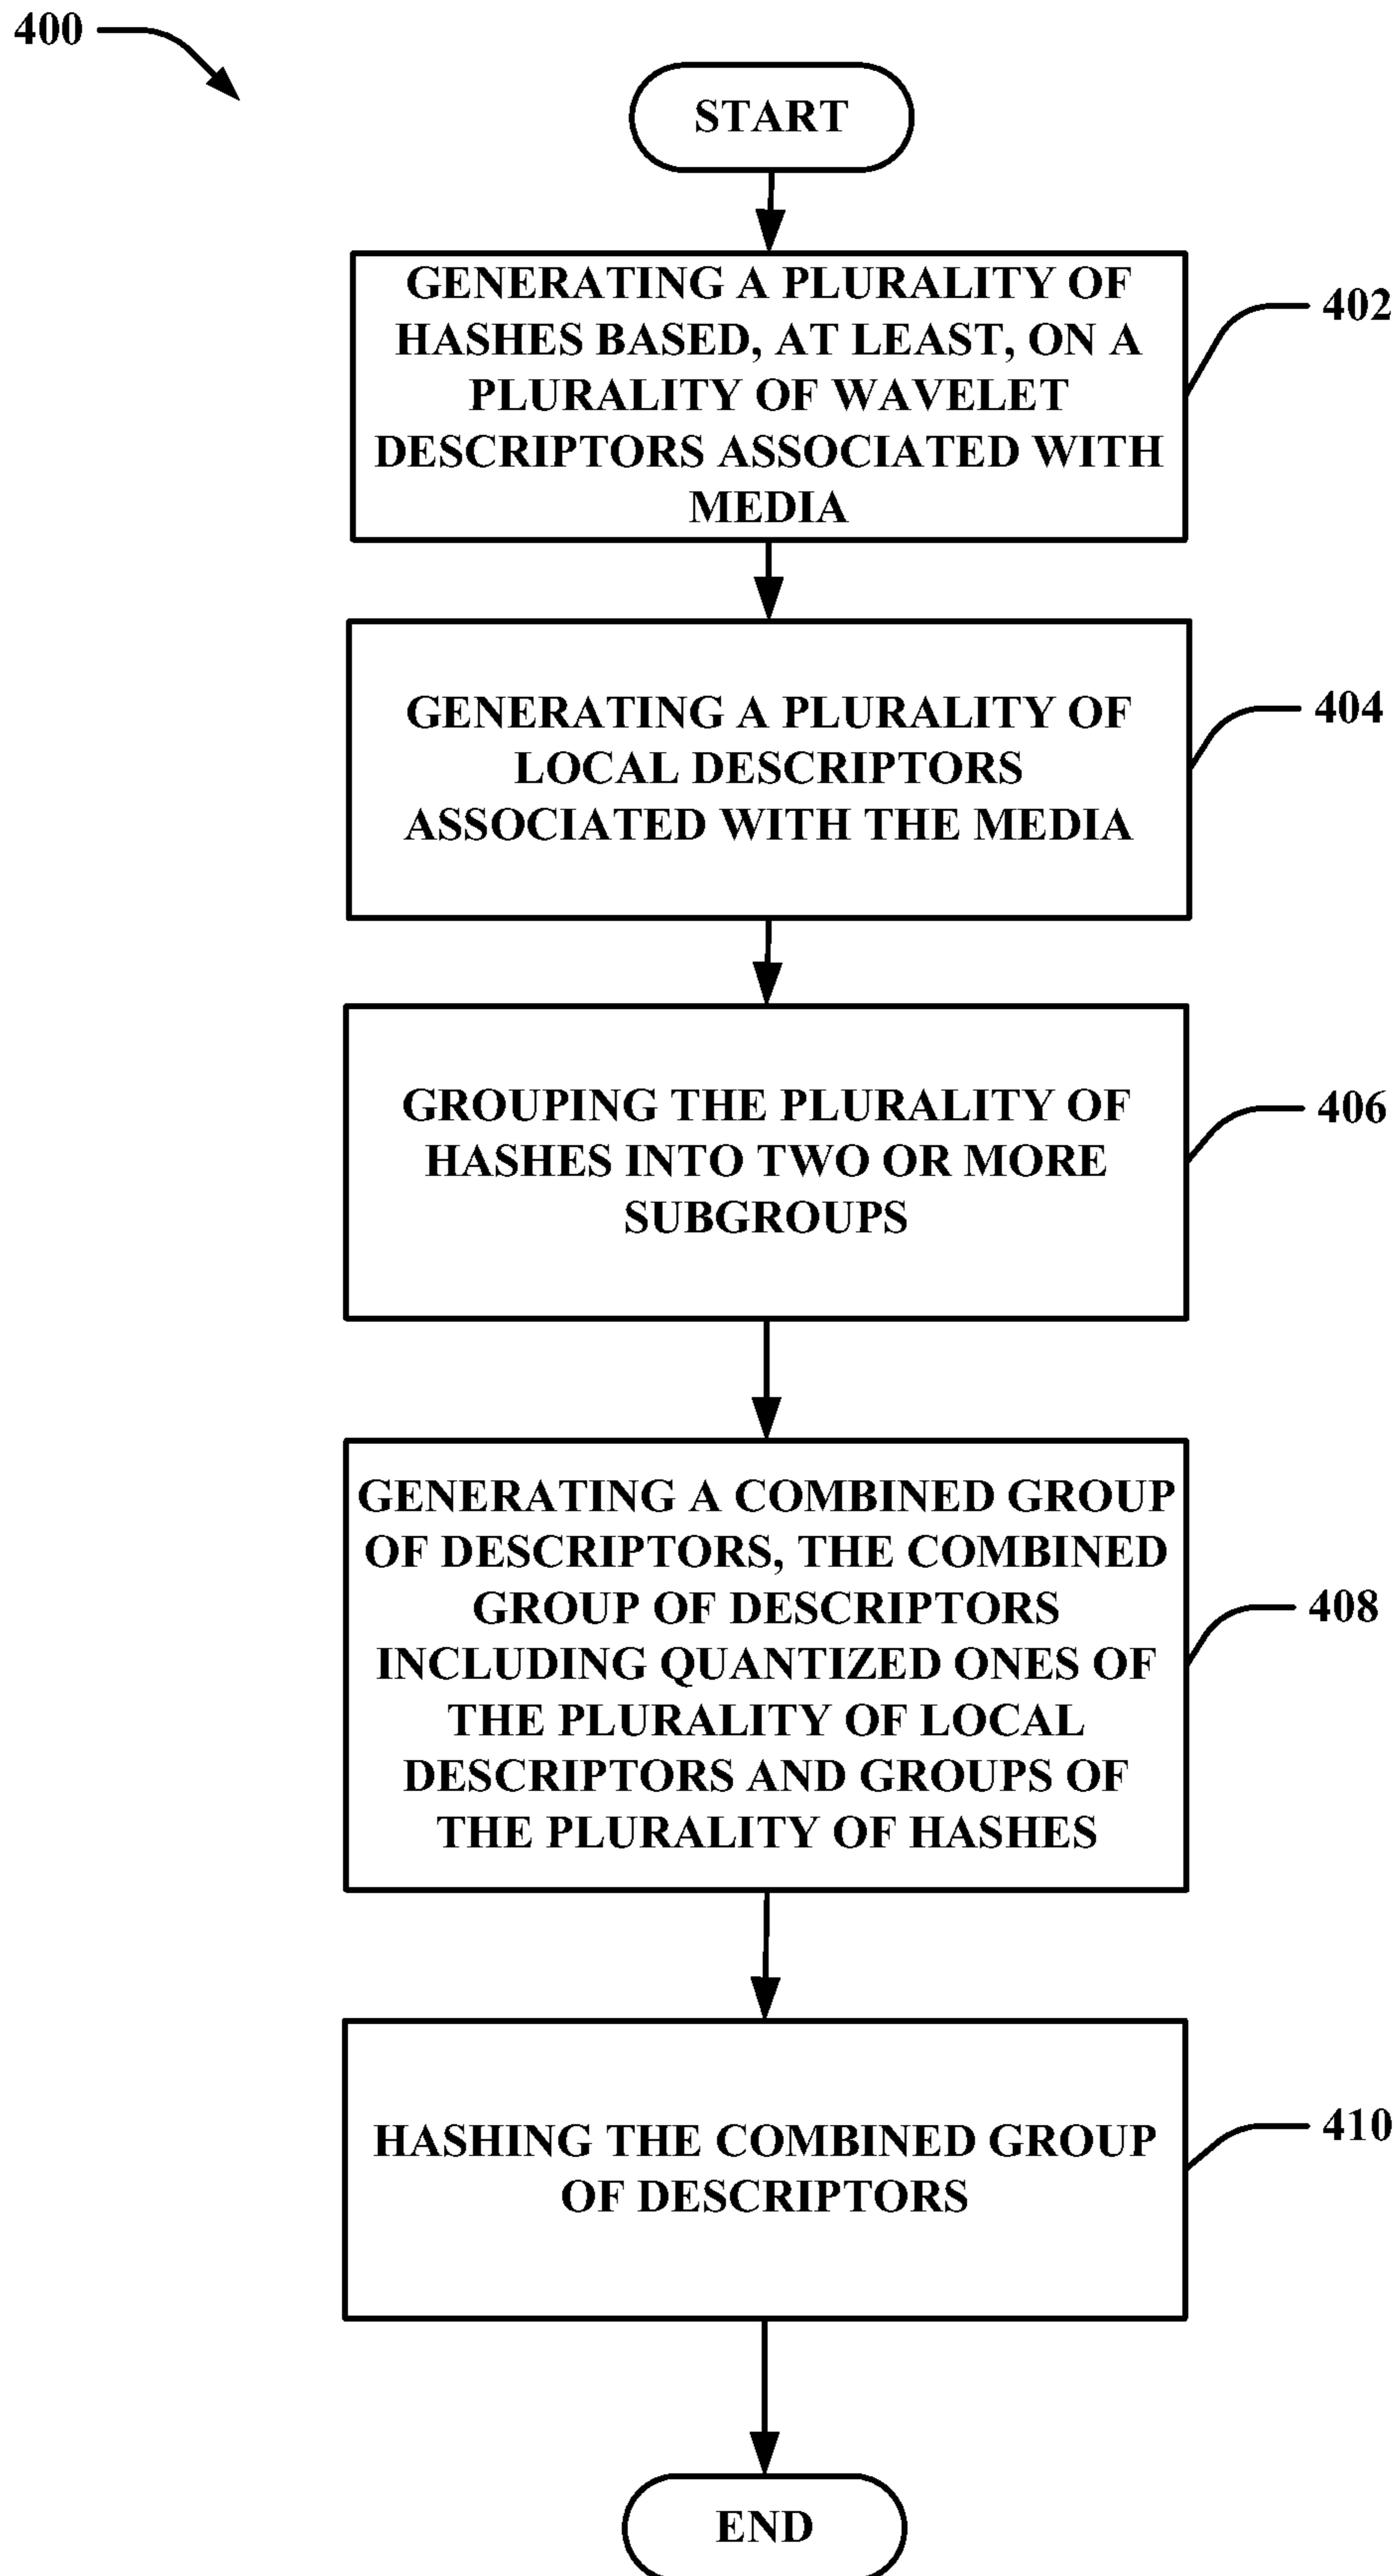 400
START
GENERATING A PLURALITY OF
HASHES BASED, AT LEAST, ON A
PLURALITY OF WAVELET
DESCRIPTORS ASSOCIATED WITH
MEDIA
402
GENERATING A PLURALITY OF
LOCAL DESCRIPTORS
ASSOCIATED WITH THE MEDIA
404
GROUPING THE PLURALITY OF
HASHES INTO TWO OR MORE
SUBGROUPS
406
GENERATING A COMBINED GROUP
OF DESCRIPTORS, THE COMBINED
GROUP OF DESCRIPTORS
INCLUDING QUANTIZED ONES OF
THE PLURALITY OF LOCAL
DESCRIPTORS AND GROUPS OF
THE PLURALITY OF HASHES
408
HASHING THE COMBINED GROUP
OF DESCRIPTORS
410
END